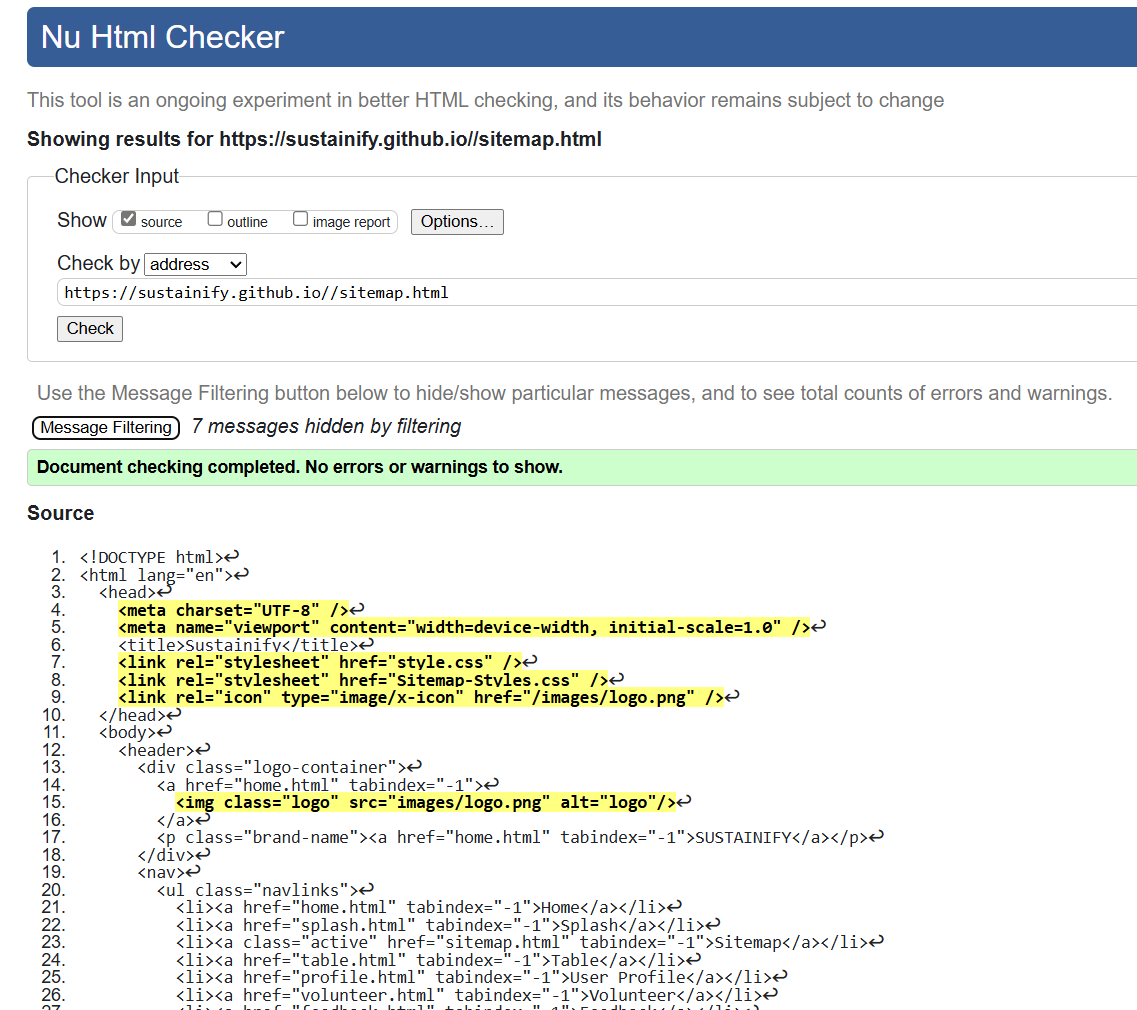 Nu Html Checker
This tool is an ongoing experiment in better HTML checking, and its behavior remains subject to change
Showing results for https://sustainify.github.io//sitemap.html
Checker Input
Show source outline image report Options…
Check by address
https://sustainify.github.io//sitemap.html
Check
Use the Message Filtering button below to hide/show particular messages, and to see total counts of errors and warnings.
Message Filtering 7 messages hidden by filtering
Document checking completed. No errors or warnings to show.
Source
1. <!DOCTYPE html>↩
2. <html lang="en">↩
3. <head>↩
4. <meta charset="UTF-8" />↩
5. <meta name="viewport" content="width=device-width, initial-scale=1.0" />↩
6. <title>Sustainify</title>↩
7. <link rel="stylesheet" href="style.css" />↩
8. <link rel="stylesheet" href="Sitemap-Styles.css" />↩
9. <link rel="icon" type="image/x-icon" href="/images/logo.png" />↩
10. </head>↩
11. <body>↩
12. <header>↩
13. <div class="logo-container">↩
14. <a href="home.html" tabindex="-1">↩
15. <img class="logo" src="images/logo.png" alt="logo"/>↩
16. </a>↩
17. <p class="brand-name"><a href="home.html" tabindex="-1">SUSTAINIFY</a></p>↩
18. </div>↩
19. <nav>↩
20. <ul class="navlinks">↩
21. <li><a href="home.html" tabindex="-1">Home</a></li>↩
22. <li><a href="splash.html" tabindex="-1">Splash</a></li>↩
23. <li><a class="active" href="sitemap.html" tabindex="-1">Sitemap</a></li>↩
24. <li><a href="table.html" tabindex="-1">Table</a></li>↩
25. <li><a href="profile.html" tabindex="-1">User Profile</a></li>↩
26. <li><a href="volunteer.html" tabindex="-1">Volunteer</a></li>↩